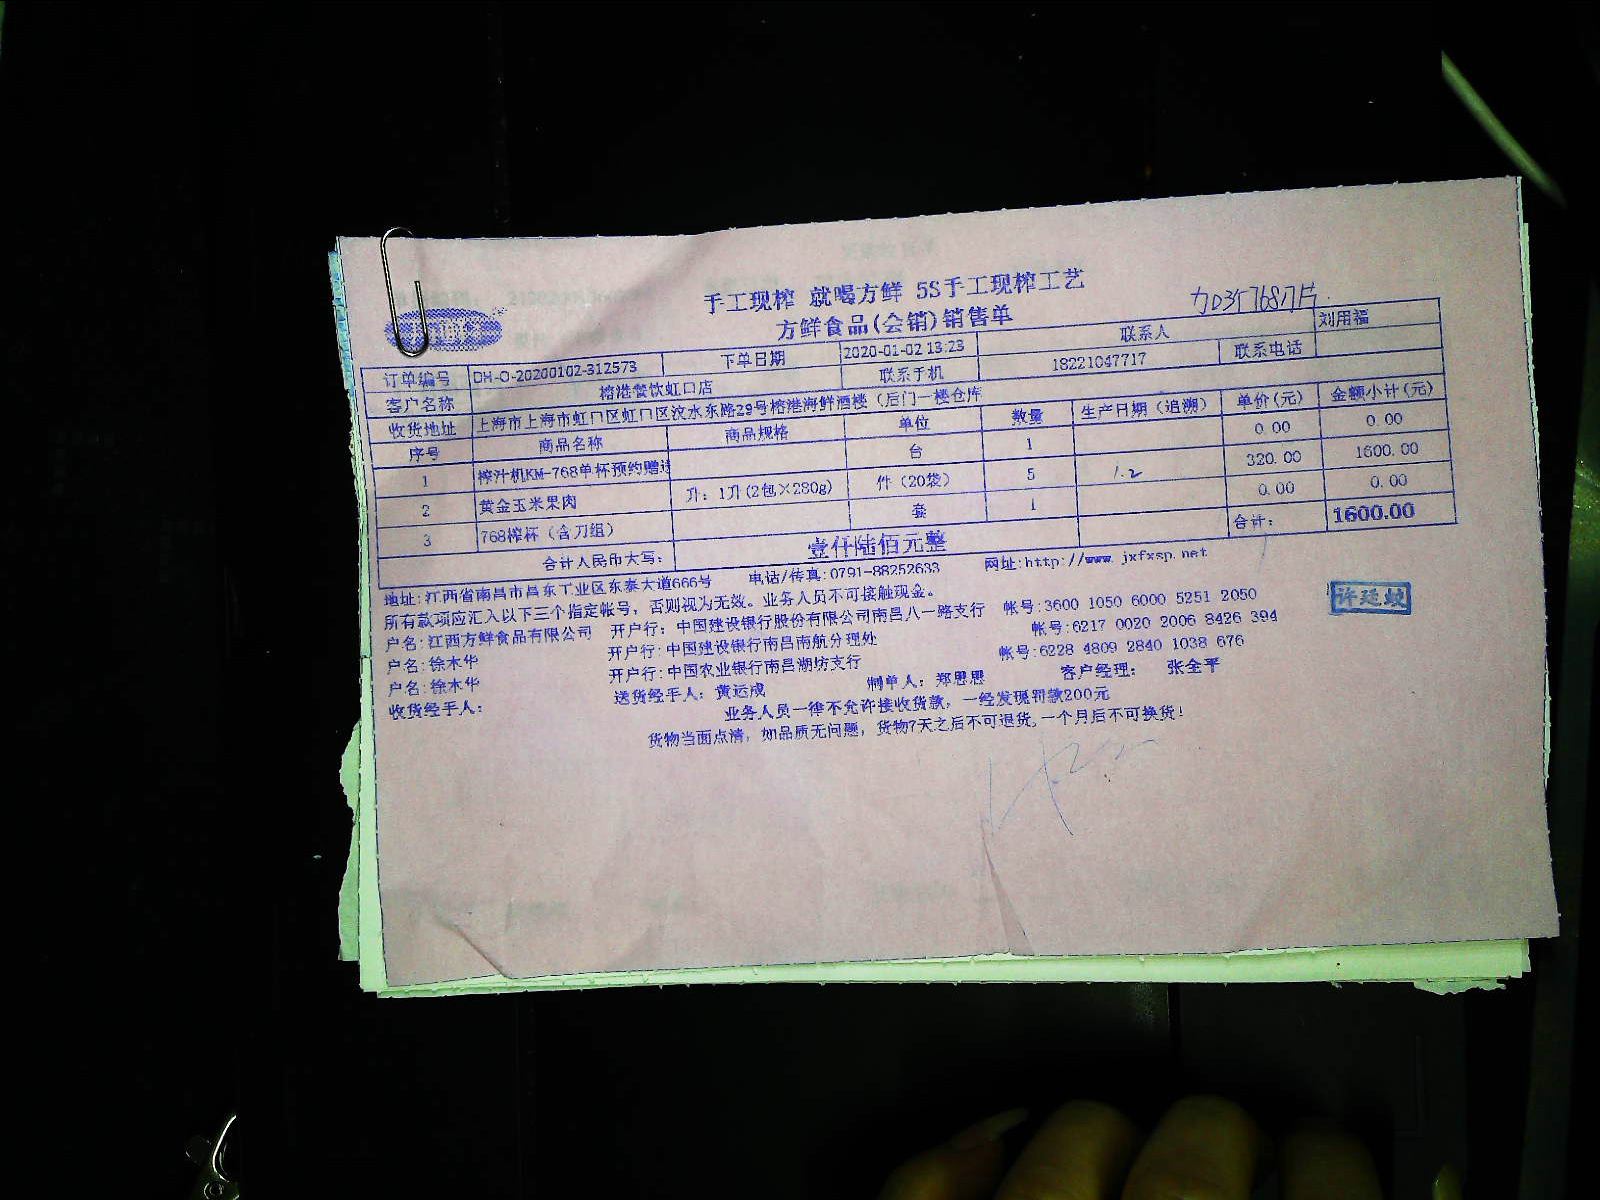 手工现榨 就喝方鲜 5S手工现榨工艺
方鲜食品(会销)销售单
订单编号 DH-O-20200102-312573 下单日期 2020-01-02 13:23 联系人 刘用福
客户名称 榕港餐饮虹口店 联系手机 18221047717 联系电话
收货地址 上海市上海市虹口区虹口区汶水东路29号榕港海鲜酒楼（后门一楼仓库
序号 商品名称 商品规格 单位 数量 生产日期（追溯） 单价(元) 金额小计(元)
1 榨汁机KM-768单杯预约赠送 台 1 0.00 0.00
2 黄金玉米果肉 升：1升(2包×280g) 件（20袋） 5 1.2 320.00 1600.00
3 768榨杯（含刀组） 套 1 0.00 0.00
合计人民币大写： 壹仟陆佰元整 合计： 1600.00
地址:江西省南昌市昌东工业区东泰大道666号 电话/传真:0791-88252633 网址:http://www.jxfxsp.net
所有款项应汇入以下三个指定帐号，否则视为无效。业务人员不可接触现金。
户名:江西方鲜食品有限公司 开户行：中国建设银行股份有限公司南昌八一路支行 帐号:3600 1050 6000 5251 2050
户名:徐木华 开户行:中国建设银行南昌南航分理处 帐号:6217 0020 2006 8426 394
户名:徐木华 开户行:中国农业银行南昌湖坊支行 帐号:6228 4809 2840 1038 676
收货经手人： 送货经手人：黄运成 制单人：郑思思 客户经理： 张全平
业务人员一律不允许接收货款，一经发现罚款200元
货物当面点清，如品质无问题，货物7天之后不可退货,一个月后不可换货！